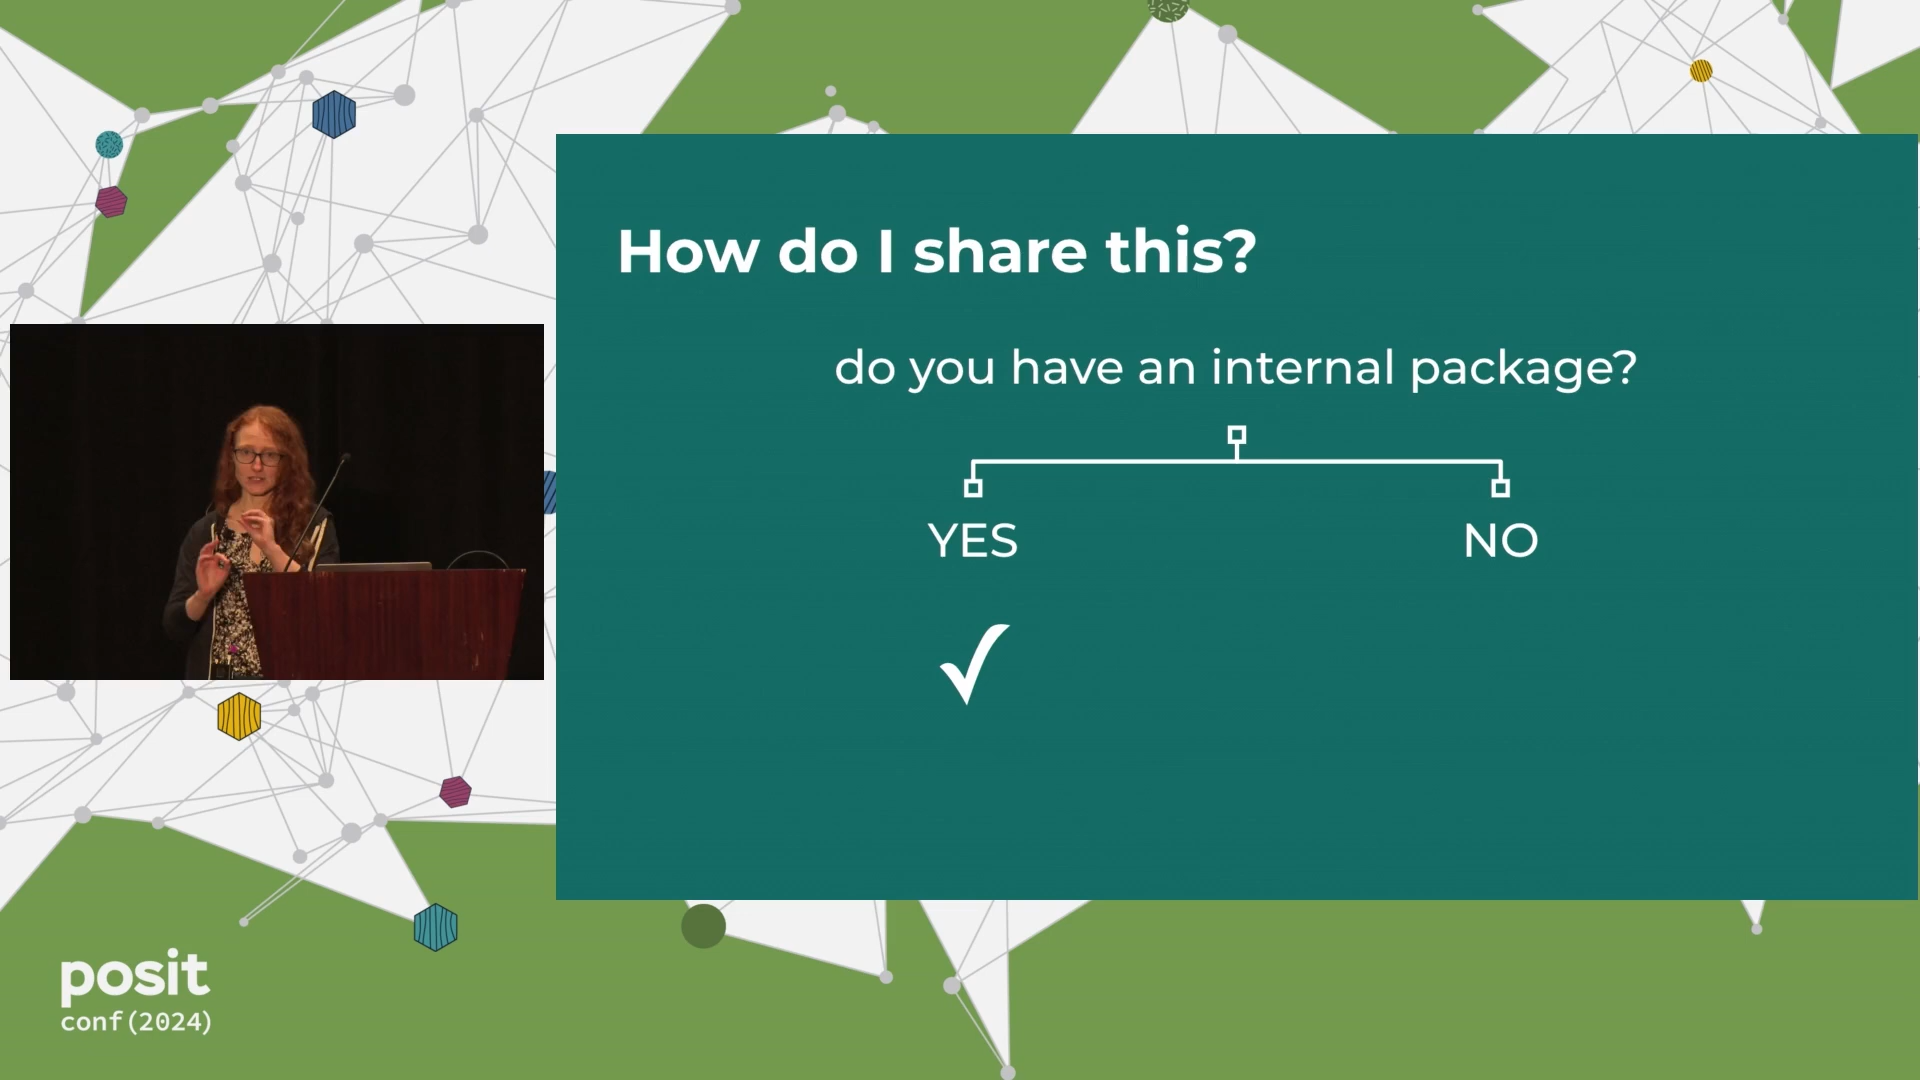 How do I share this?
do you have an internal package?
YES
NO
posit
conf(2024)